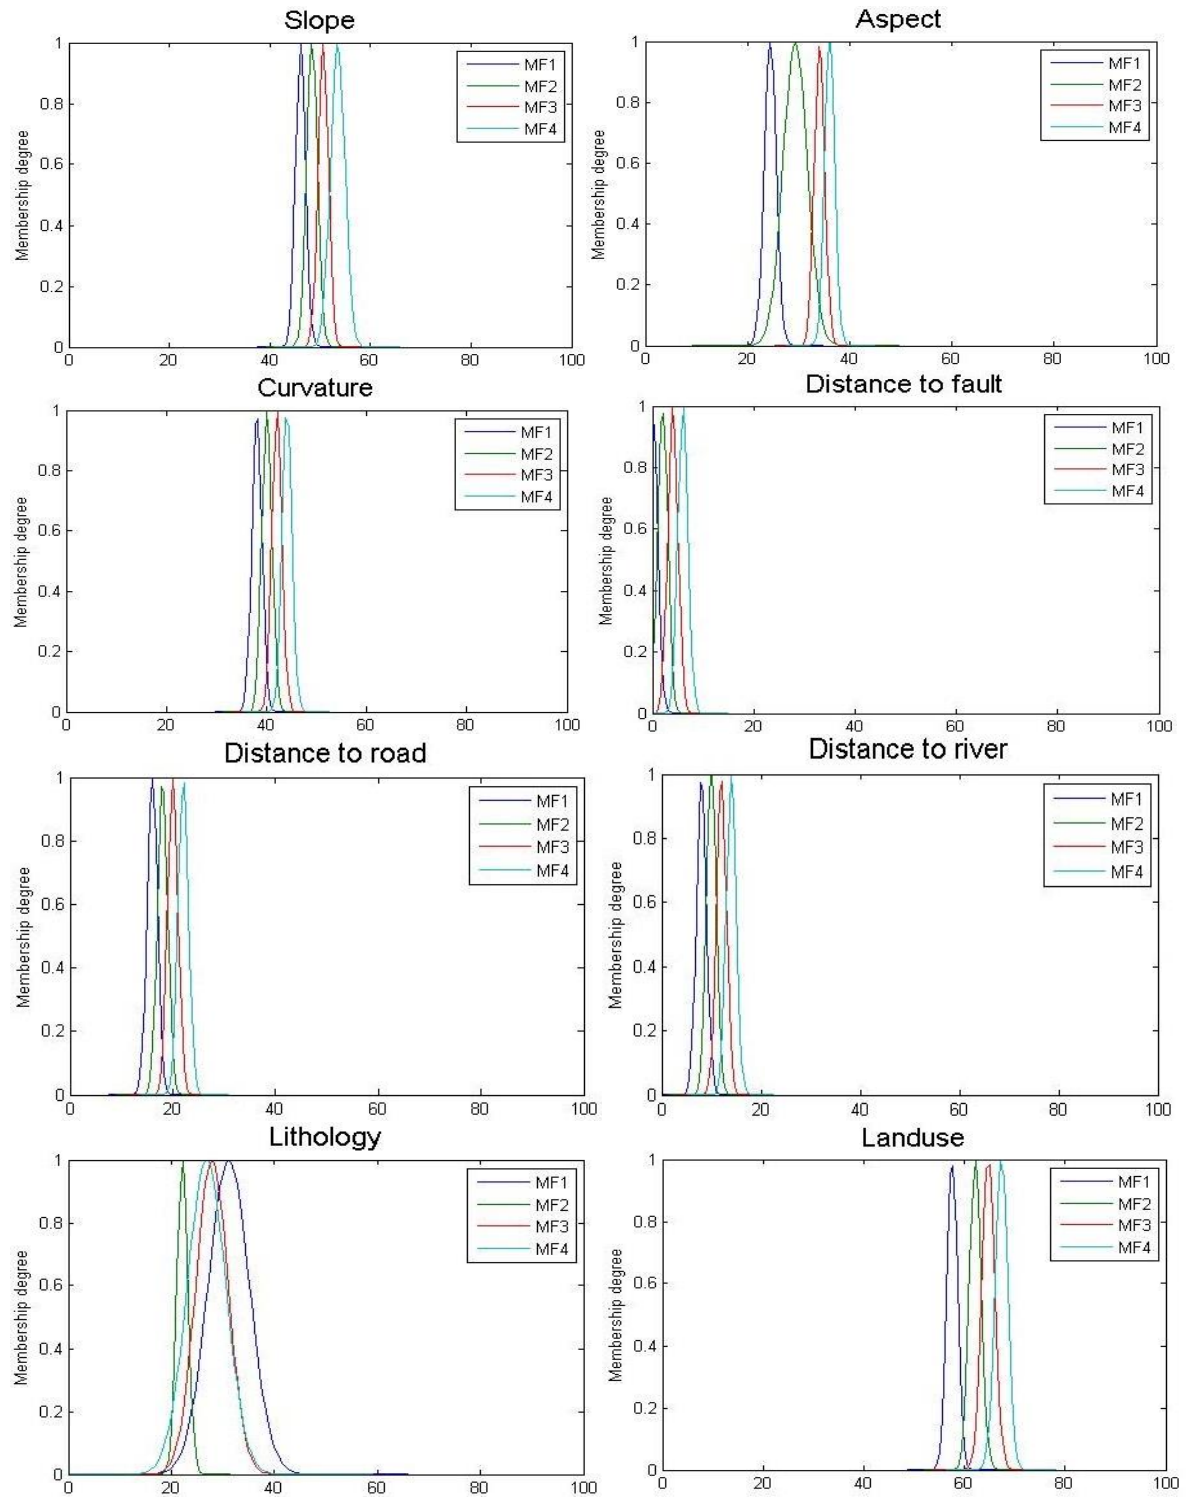 Slope
1
0.8
0.6
0.4
0.2
0
Membership degree
0 20 40 60 80 100
MF1
MF2
MF3
MF4
Aspect
1
0.8
0.6
0.4
0.2
0
Membership degree
0 20 40 60 80 100
MF1
MF2
MF3
MF4
Curvature
1
0.8
0.6
0.4
0.2
0
Membership degree
0 20 40 60 80 100
MF1
MF2
MF3
MF4
Distance to fault
1
0.8
0.6
0.4
0.2
0
Membership degree
0 20 40 60 80 100
MF1
MF2
MF3
MF4
Distance to road
1
0.8
0.6
0.4
0.2
0
Membership degree
0 20 40 60 80 100
MF1
MF2
MF3
MF4
Distance to river
1
0.8
0.6
0.4
0.2
0
Membership degree
0 20 40 60 80 100
MF1
MF2
MF3
MF4
Lithology
1
0.8
0.6
0.4
0.2
0
Membership degree
0 20 40 60 80 100
MF1
MF2
MF3
MF4
Landuse
1
0.8
0.6
0.4
0.2
0
Membership degree
0 20 40 60 80 100
MF1
MF2
MF3
MF4